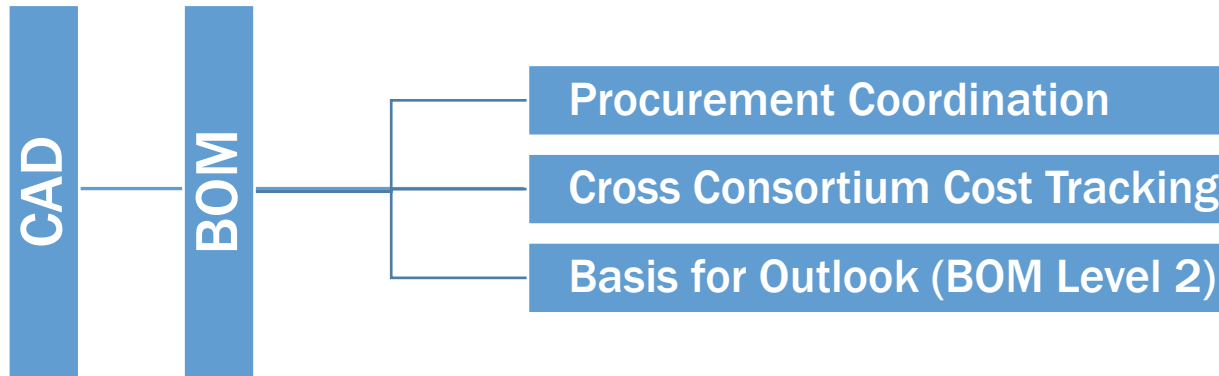 CAD
BOM
Procurement Coordination
Cross Consortium Cost Tracking
Basis for Outlook (BOM Level 2)